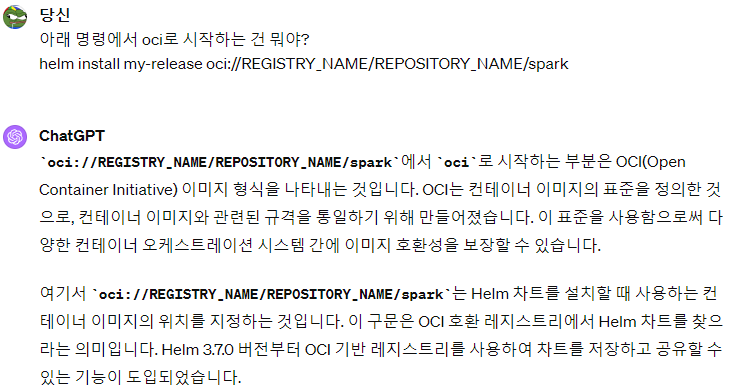 당신
아래 명령에서 oci로 시작하는 건 뭐야?
helm install my-release oci://REGISTRY_NAME/REPOSITORY_NAME/spark
ChatGPT
`oci://REGISTRY_NAME/REPOSITORY_NAME/spark`에서 `oci`로 시작하는 부분은 OCI(Open
Container Initiative) 이미지 형식을 나타내는 것입니다. OCI는 컨테이너 이미지의 표준을 정의한 것
으로, 컨테이너 이미지와 관련된 규격을 통일하기 위해 만들어졌습니다. 이 표준을 사용함으로써 다
양한 컨테이너 오케스트레이션 시스템 간에 이미지 호환성을 보장할 수 있습니다.
여기서 `oci://REGISTRY_NAME/REPOSITORY_NAME/spark`는 Helm 차트를 설치할 때 사용하는 컨
테이너 이미지의 위치를 지정하는 것입니다. 이 구문은 OCI 호환 레지스트리에서 Helm 차트를 찾으
라는 의미입니다. Helm 3.7.0 버전부터 OCI 기반 레지스트리를 사용하여 차트를 저장하고 공유할 수
있는 기능이 도입되었습니다.